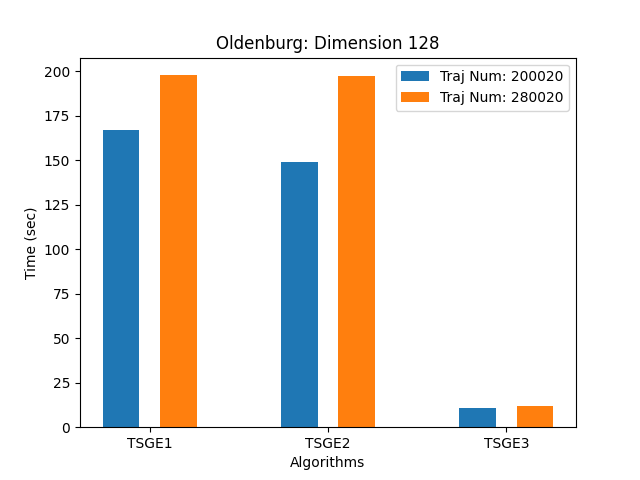 Oldenburg: Dimension 128
Traj Num: 200020
Traj Num: 280020
200
175
150
125
100
75
50
25
0
Time (sec)
TSGE1 TSGE2 TSGE3
Algorithms